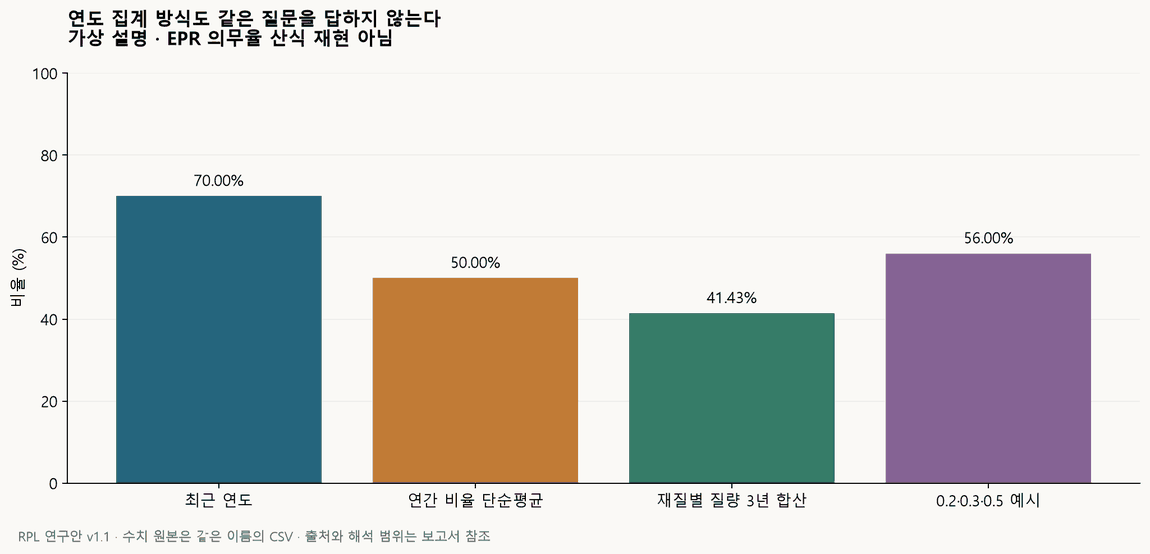 연도 집계 방식도 같은 질문을 답하지 않는다
가상 설명 · EPR 의무율 산식 재현 아님
비율 (%)
100
80
60
40
20
0
70.00%
50.00%
41.43%
56.00%
최근 연도
연간 비율 단순평균
재질별 질량 3년 합산
0.2·0.3·0.5 예시
RPL 연구안 v1.1 · 수치 원본은 같은 이름의 CSV · 출처와 해석 범위는 보고서 참조